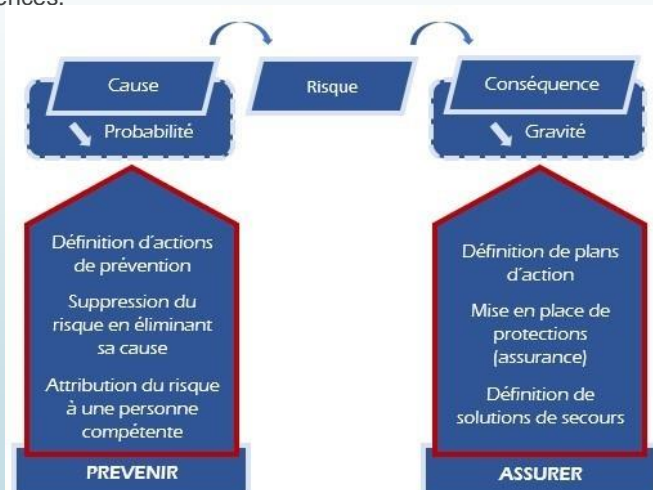 Cause
Risque
Conséquence
Probabilité
Gravité
Définition d'actions
de prévention
Suppression du
risque en éliminant
sa cause
Attribution du risque
à une personne
compétente
PREVENIR
Définition de plans
d'action
Mise en place de
protections
(assurance)
Définition de
solutions de secours
ASSURER